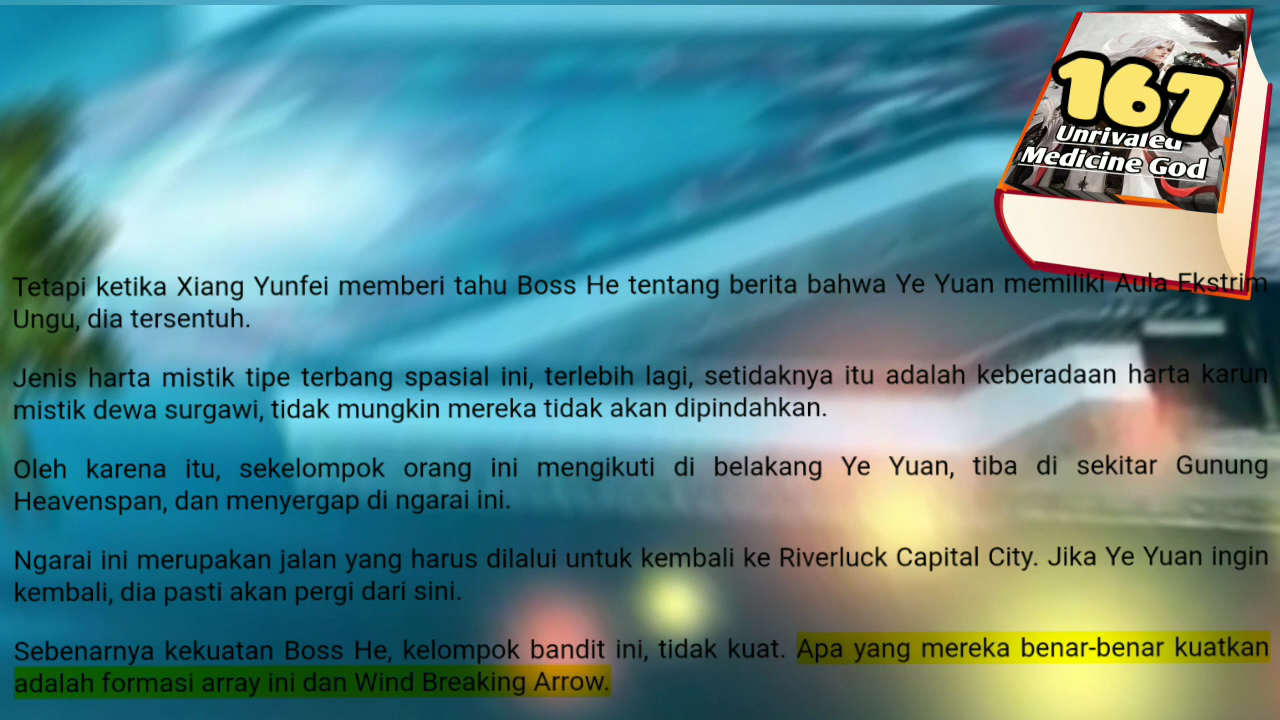 167
Unrivaled
Medicine God
Tetapi ketika Xiang Yunfei memberi tahu Boss He tentang berita bahwa Ye Yuan memiliki Aula Ekstrim
Ungu, dia tersentuh.
Jenis harta mistik tipe terbang spasial ini, terlebih lagi, setidaknya itu adalah keberadaan harta karun
mistik dewa surgawi, tidak mungkin mereka tidak akan dipindahkan.
Oleh karena itu, sekelompok orang ini mengikuti di belakang Ye Yuan, tiba di sekitar Gunung
Heavenspan, dan menyergap di ngarai ini.
Ngarai ini merupakan jalan yang harus dilalui untuk kembali ke Riverluck Capital City. Jika Ye Yuan ingin
kembali, dia pasti akan pergi dari sini.
Sebenarnya kekuatan Boss He, kelompok bandit ini, tidak kuat. Apa yang mereka benar-benar kuatkan
adalah formasi array ini dan Wind Breaking Arrow.